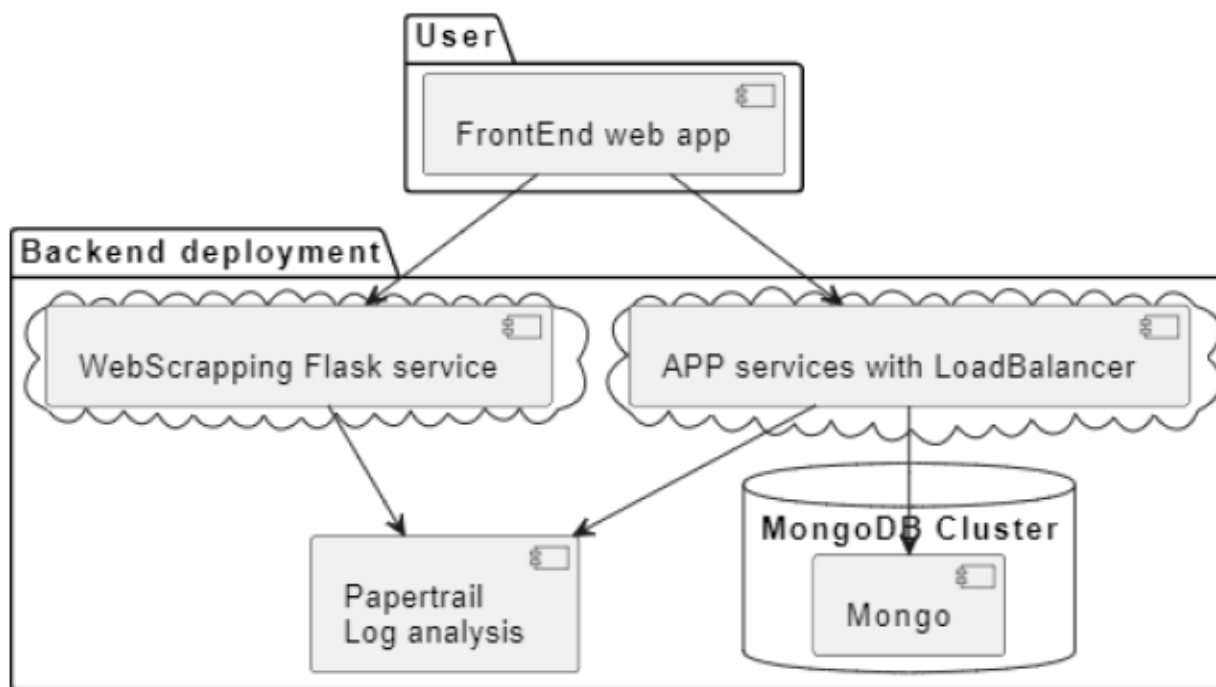 User
FrontEnd web app
Backend deployment
WebScrapping Flask service
APP services with LoadBalancer
MongoDB Cluster
Papertrail
Log analysis
Mongo